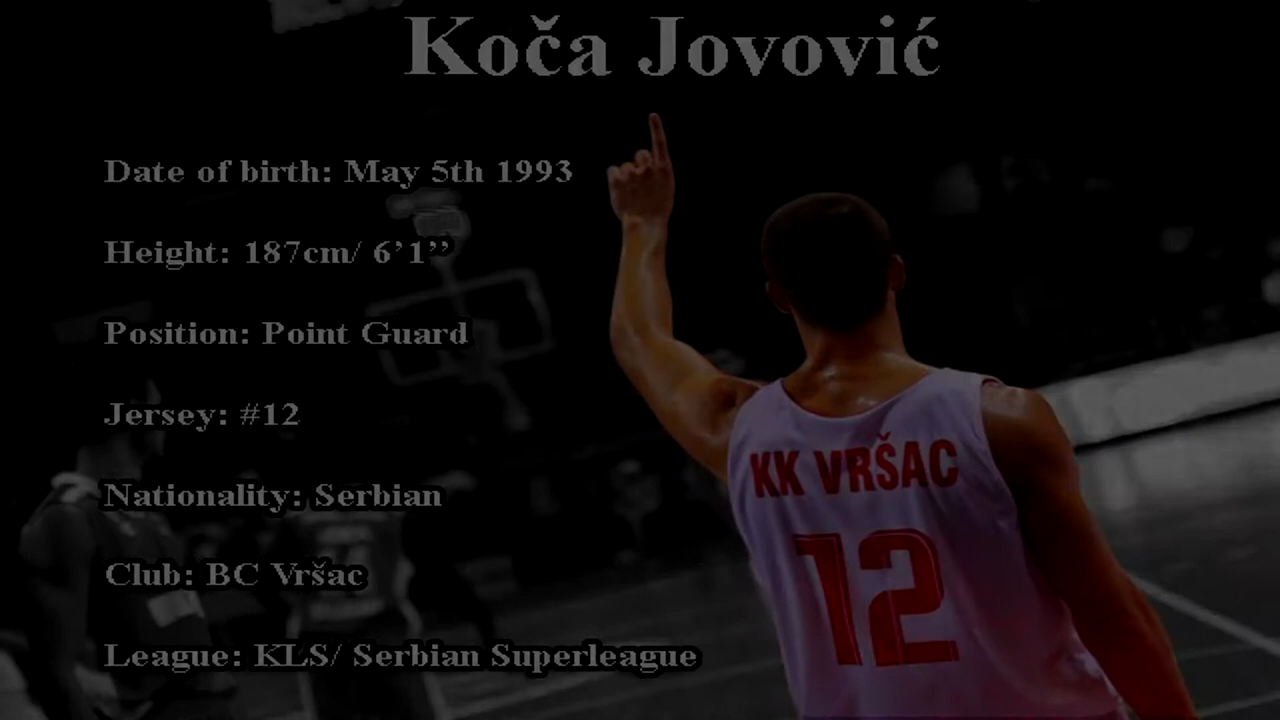 Koča Jovović
Date of birth: May 5th 1993
Height: 187cm/ 6’1’’
Position: Point Guard
Jersey: #12
Nationality: Serbian
Club: BC Vršac
League: KLS/ Serbian Superleague
KK VRŠAC
12